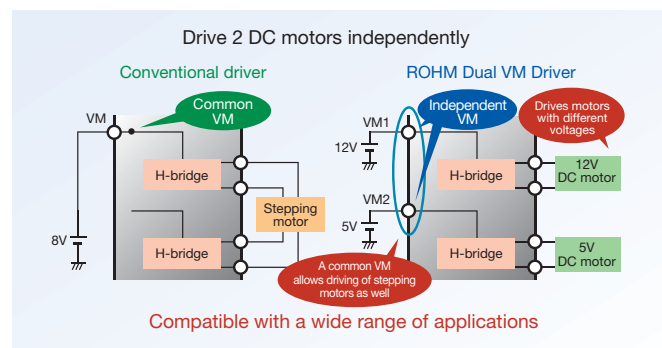 Drive 2 DC motors independently
Conventional driver
ROHM Dual VM Driver
Common
VM
VM
H-bridge
H-bridge
8V
Stepping
motor
Independent
VM
VM1
12V
VM2
5V
H-bridge
H-bridge
Drives motors
with different
voltages
12V
DC motor
5V
DC motor
A common VM
allows driving of stepping
motors as well
Compatible with a wide range of applications